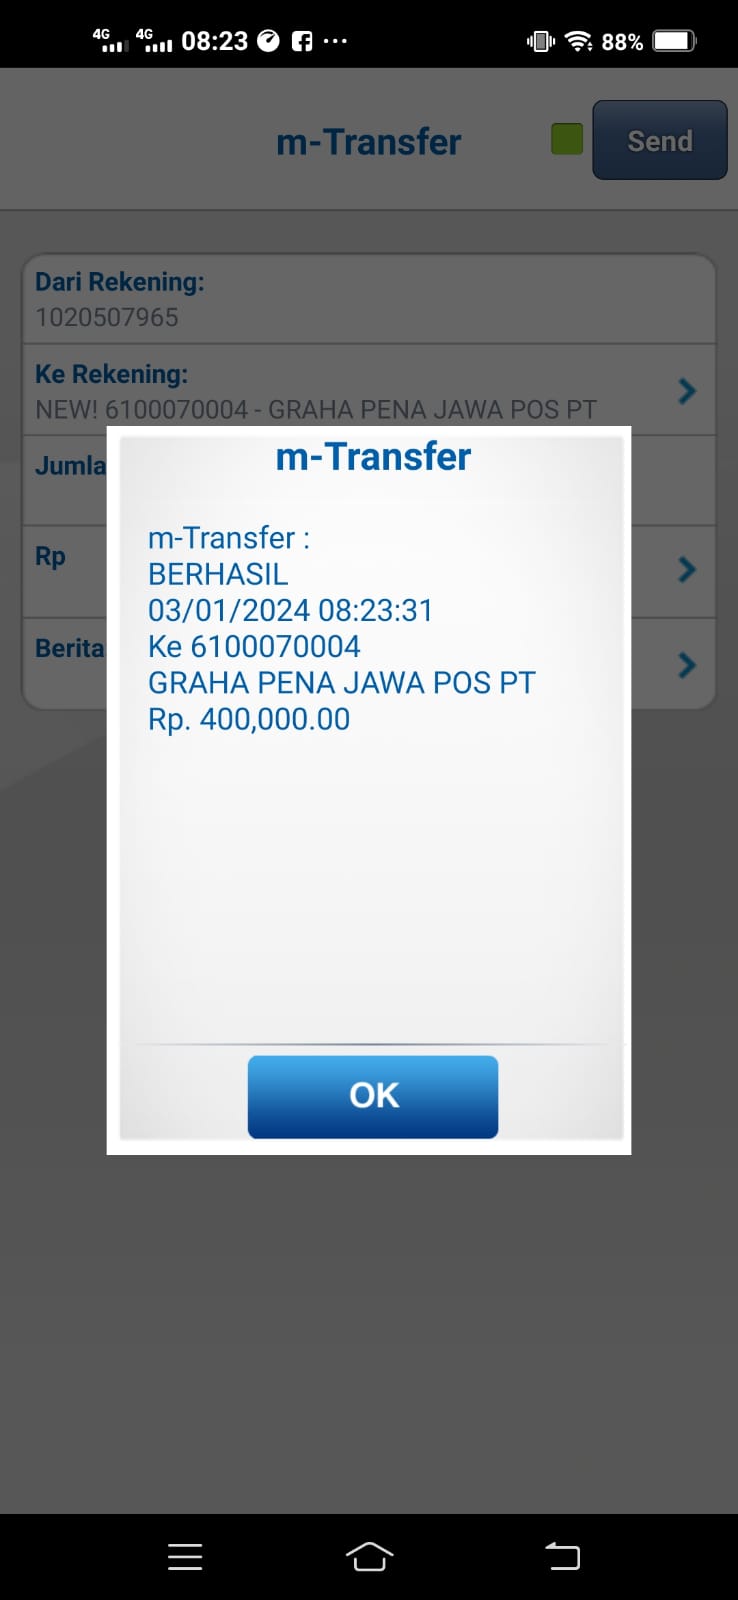 4G 4G 08:23 88%
m-Transfer
Send
Dari Rekening:
1020507965
Ke Rekening:
NEW! 6100070004 - GRAHA PENA JAWA POS PT
Jumla
Rp
Berita
m-Transfer
m-Transfer :
BERHASIL
03/01/2024 08:23:31
Ke 6100070004
GRAHA PENA JAWA POS PT
Rp. 400,000.00
OK